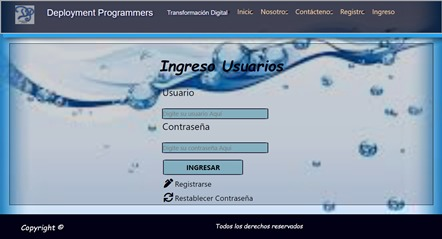 Deployment Programmers Transformación Digital Inicio Nosotros Contáctenos Registro Ingreso
Ingreso Usuarios
Usuario
Digite su usuario Aquí
Contraseña
Digite su contraseña Aquí
INGRESAR
Registrarse
Restablecer Contraseña
Copyright © Todos los derechos reservados